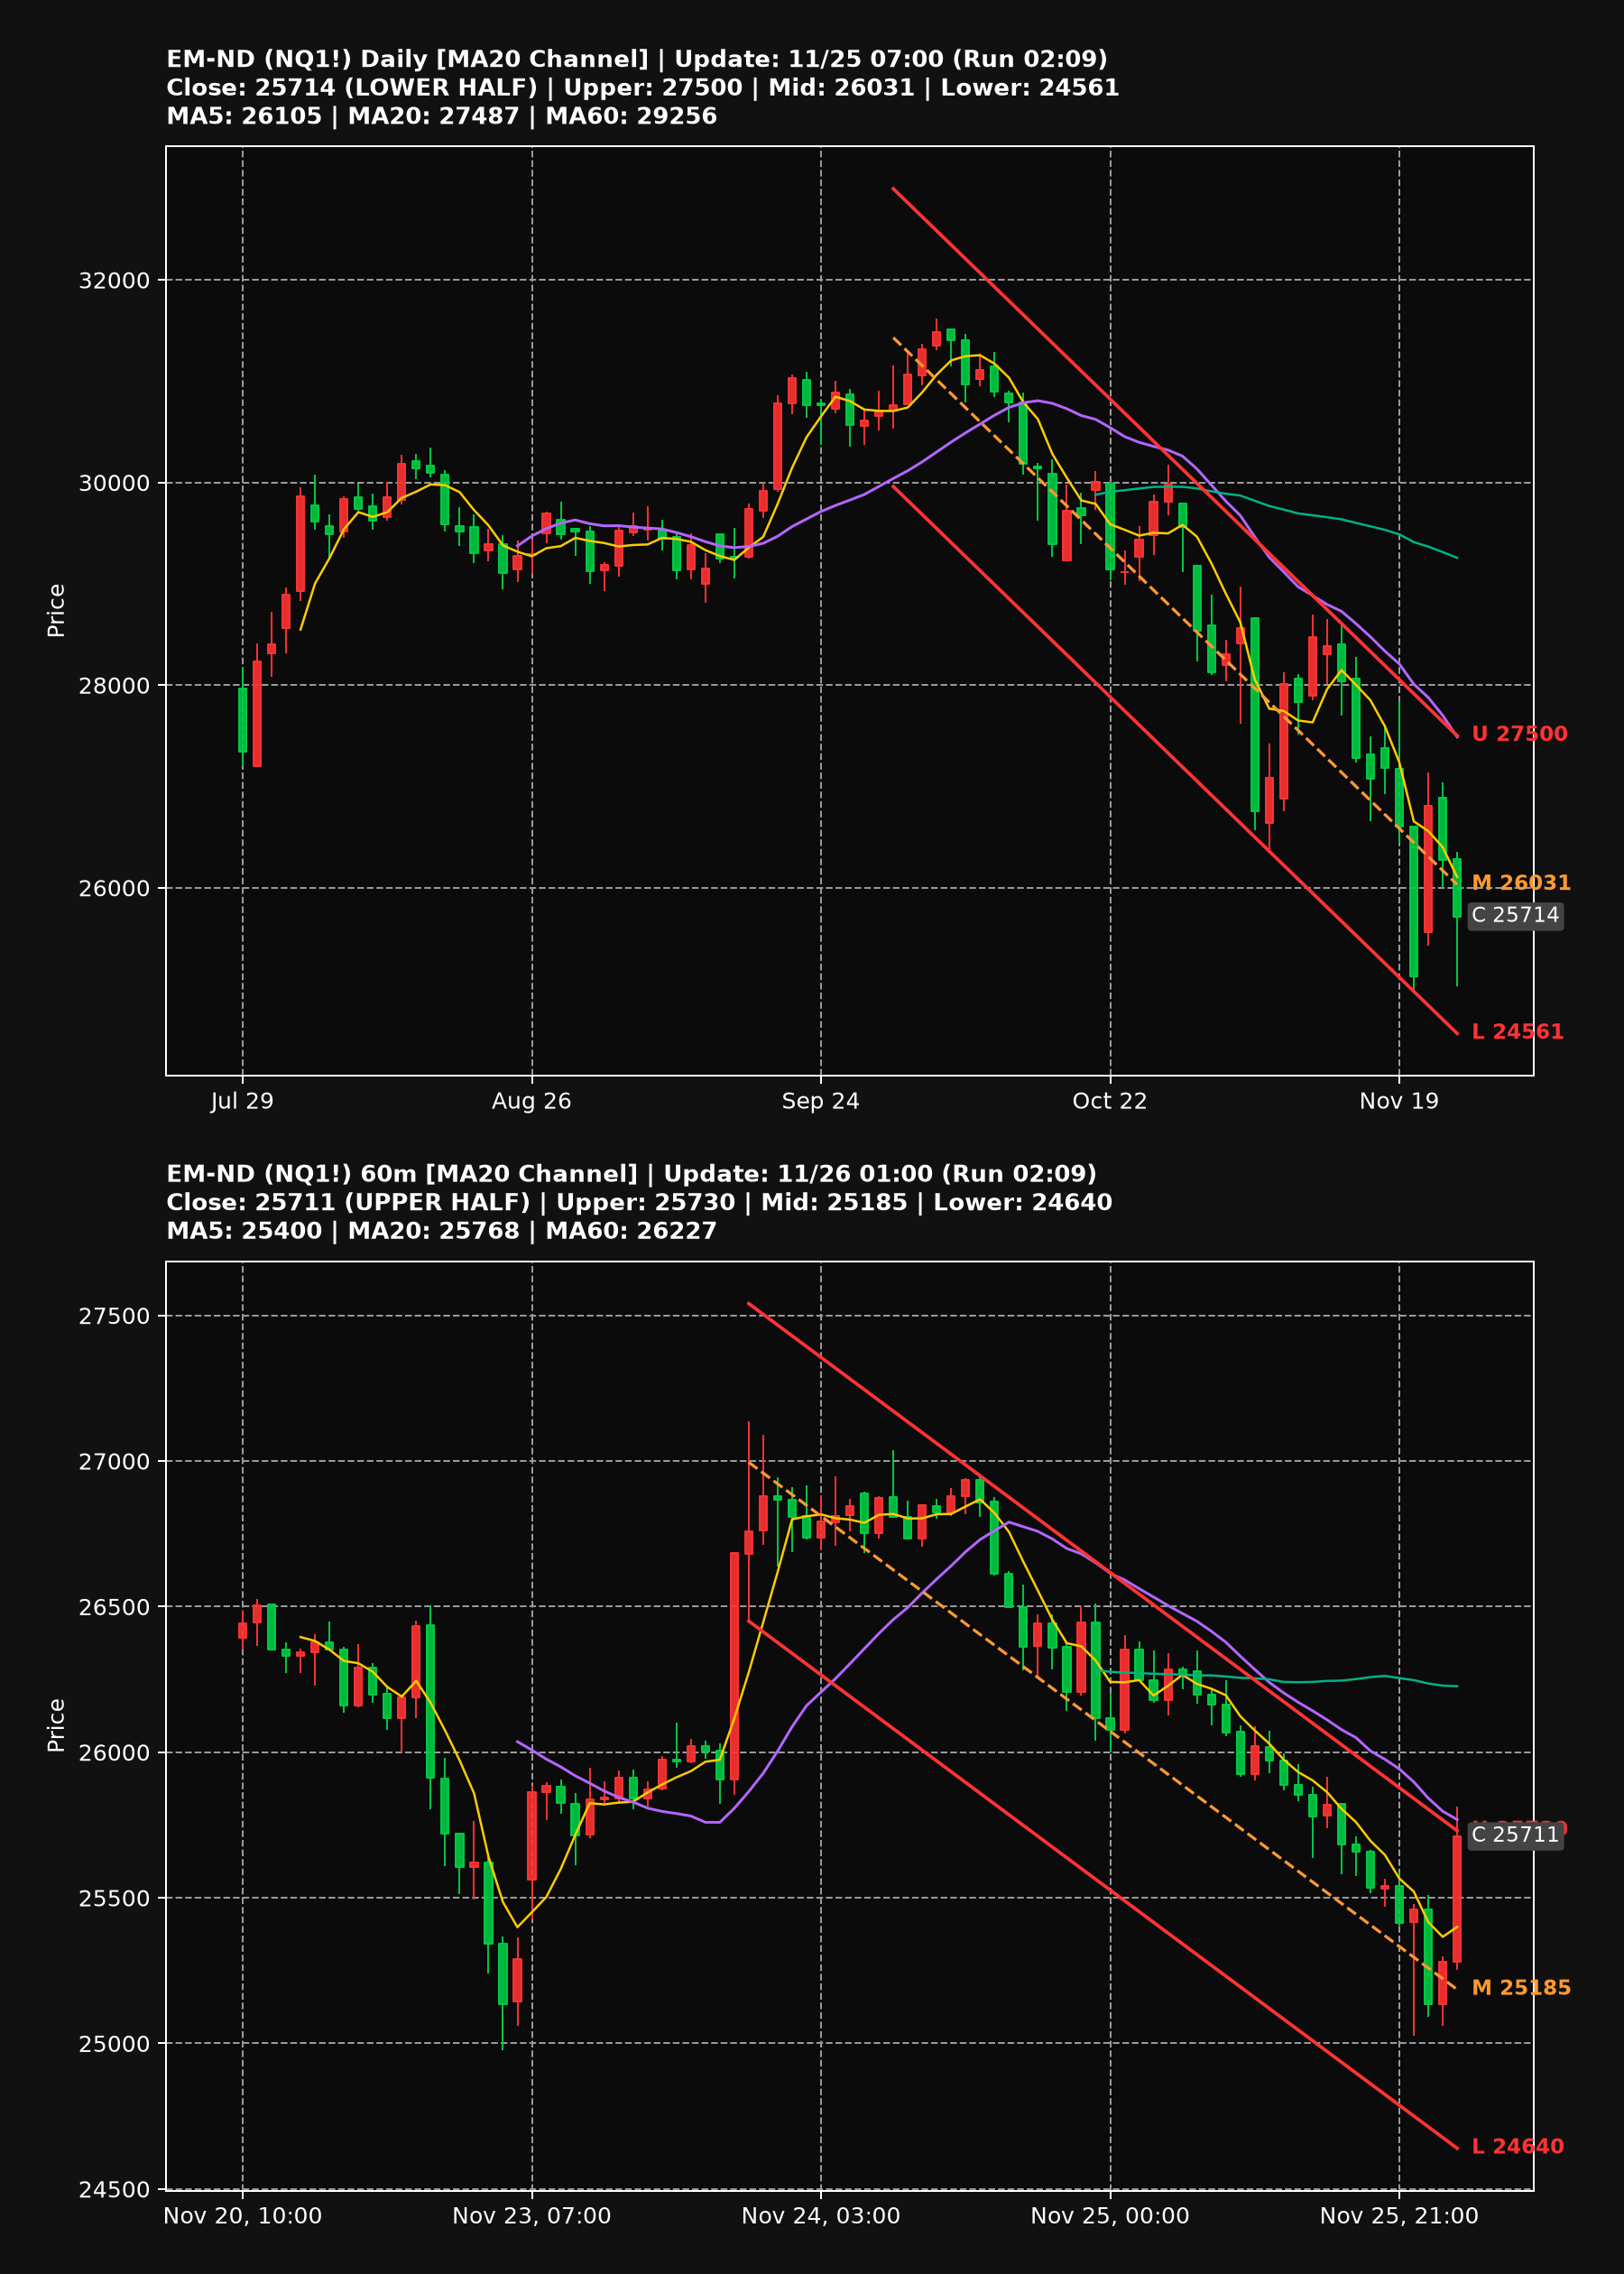 EM-ND (NQ1!) Daily [MA20 Channel] | Update: 11/25 07:00 (Run 02:09)
Close: 25714 (LOWER HALF) | Upper: 27500 | Mid: 26031 | Lower: 24561
MA5: 26105 | MA20: 27487 | MA60: 29256
Price
32000
30000
28000
26000
U 27500
M 26031
C 25714
L 24561
Jul 29
Aug 26
Sep 24
Oct 22
Nov 19
EM-ND (NQ1!) 60m [MA20 Channel] | Update: 11/26 01:00 (Run 02:09)
Close: 25711 (UPPER HALF) | Upper: 25730 | Mid: 25185 | Lower: 24640
MA5: 25400 | MA20: 25768 | MA60: 26227
Price
27500
27000
26500
26000
25500
25000
24500
C 25711
M 25185
L 24640
Nov 20, 10:00
Nov 23, 07:00
Nov 24, 03:00
Nov 25, 00:00
Nov 25, 21:00